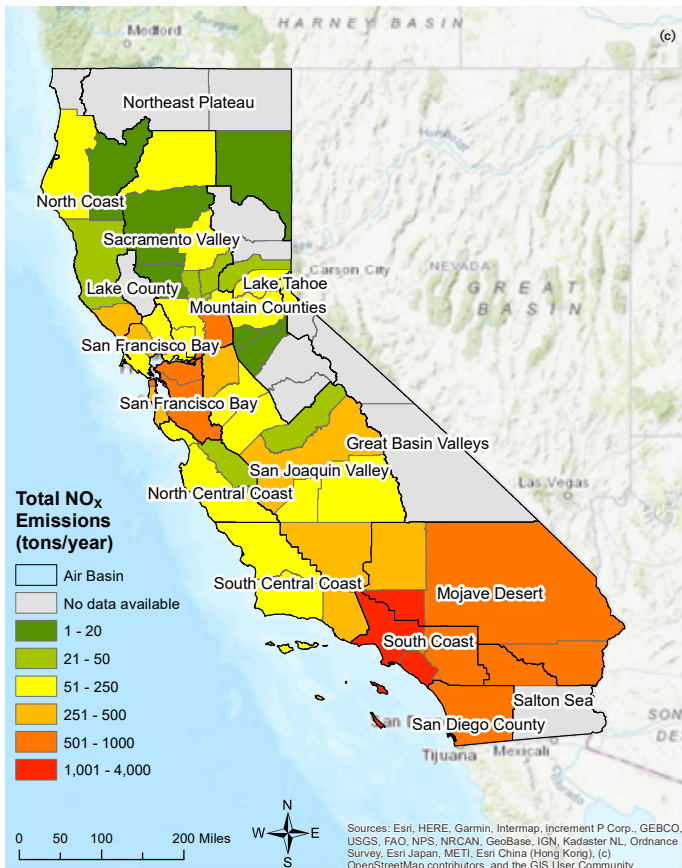 HARNEY BASIN
Medford
(c)
Northeast Plateau
Humboldt
North Coast
Sacramento Valley
Carson City
NEVADA
Lake Tahoe
Lake County
GREAT
BASIN
Mountain Counties
San Francisco Bay
San Francisco Bay
Great Basin Valleys
San Joaquin Valley
Las Vegas
North Central Coast
Total NOx
Emissions
(tons/year)
Air Basin
No data available
1 - 20
21 - 50
51 - 250
251 - 500
501 - 1000
1,001 - 4,000
South Central Coast
Mojave Desert
South Coast
Salton Sea
San Diego County
SON
Mexicali
Tijuana
N
W E
S
0 50 100 200 Miles
Sources: Esri, HERE, Garmin, Intermap, increment P Corp., GEBCO,
USGS, FAO, NPS, NRCAN, GeoBase, IGN, Kadaster NL, Ordnance
Survey, Esri Japan, METI, Esri China (Hong Kong), (c)
OpenStreetMap contributors, and the GIS User Community